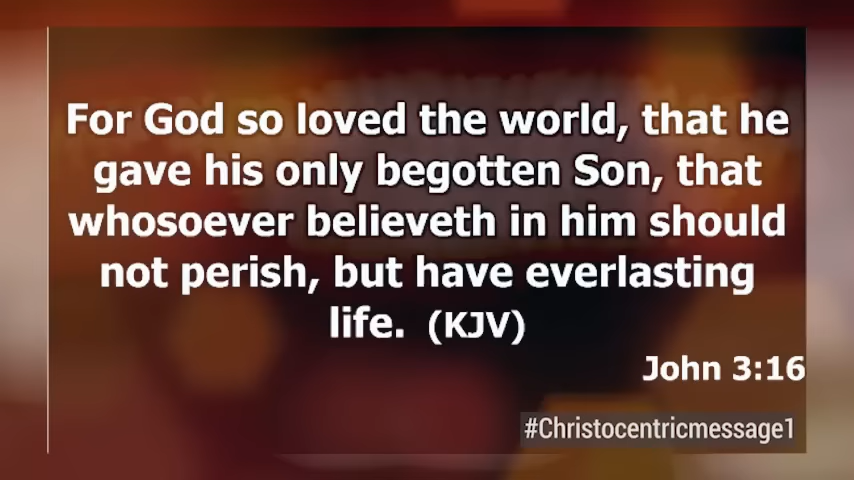 For God so loved the world, that he
gave his only begotten Son, that
whosoever believeth in him should
not perish, but have everlasting
life. (KJV)
John 3:16
#Christocentricmessage1